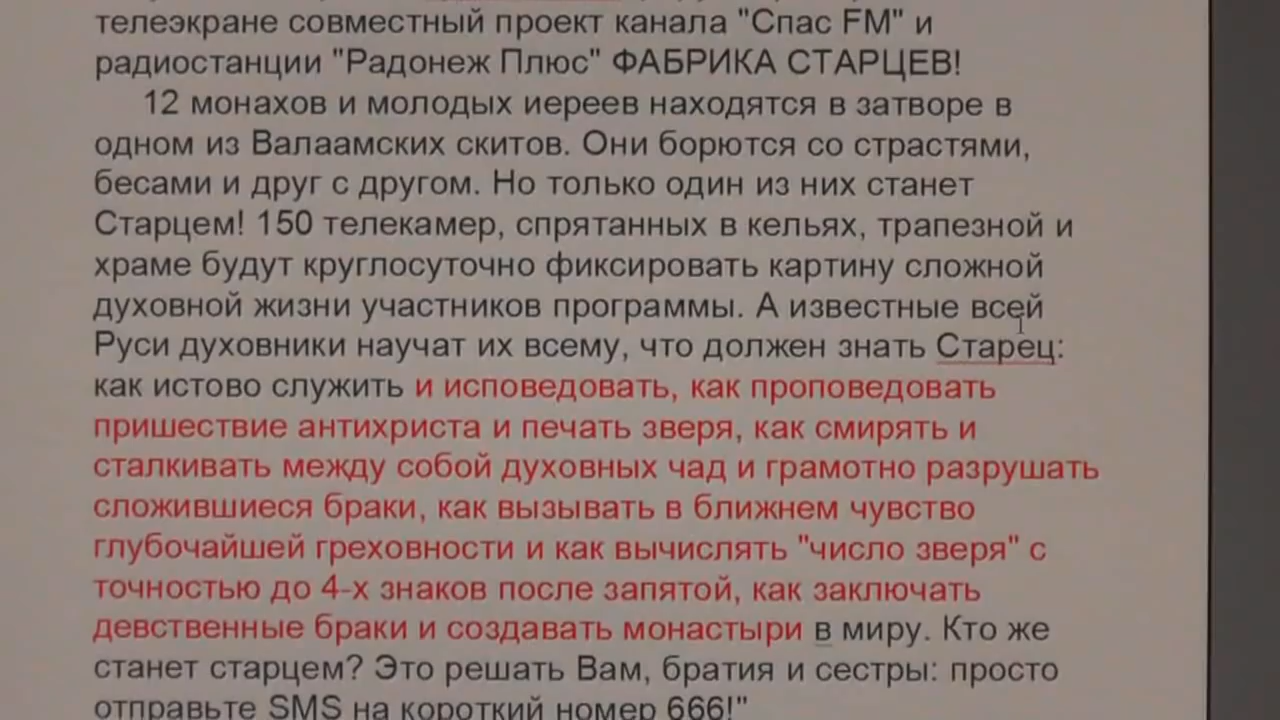 телеэкране совместный проект канала "Спас FM" и
радиостанции "Радонеж Плюс" ФАБРИКА СТАРЦЕВ!
12 монахов и молодых иереев находятся в затворе в
одном из Валаамских скитов. Они борются со страстями,
бесами и друг с другом. Но только один из них станет
Старцем! 150 телекамер, спрятанных в кельях, трапезной и
храме будут круглосуточно фиксировать картину сложной
духовной жизни участников программы. А известные всей
Руси духовники научат их всему, что должен знать Старец:
как истово служить и исповедовать, как проповедовать
пришествие антихриста и печать зверя, как смирять и
сталкивать между собой духовных чад и грамотно разрушать
сложившиеся браки, как вызывать в ближнем чувство
глубочайшей греховности и как вычислять "число зверя" с
точностью до 4-х знаков после запятой, как заключать
девственные браки и создавать монастыри в миру. Кто же
станет старцем? Это решать Вам, братия и сестры: просто
отправьте SMS на короткий номер 666!"